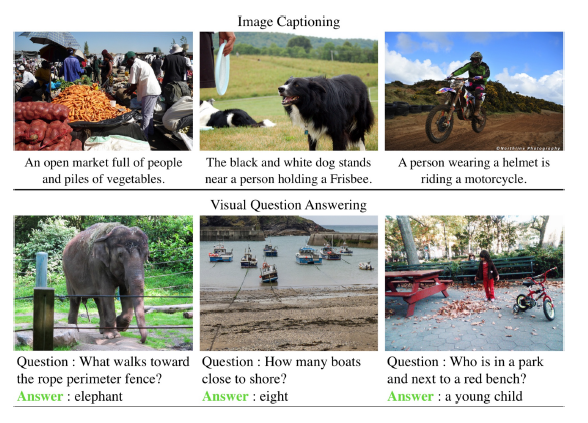 Image Captioning
© Northline Photography
An open market full of people
and piles of vegetables.
The black and white dog stands
near a person holding a Frisbee.
A person wearing a helmet is
riding a motorcycle.
Visual Question Answering
Question : What walks toward
the rope perimeter fence?
Answer : elephant
Question : How many boats
close to shore?
Answer : eight
Question : Who is in a park
and next to a red bench?
Answer : a young child